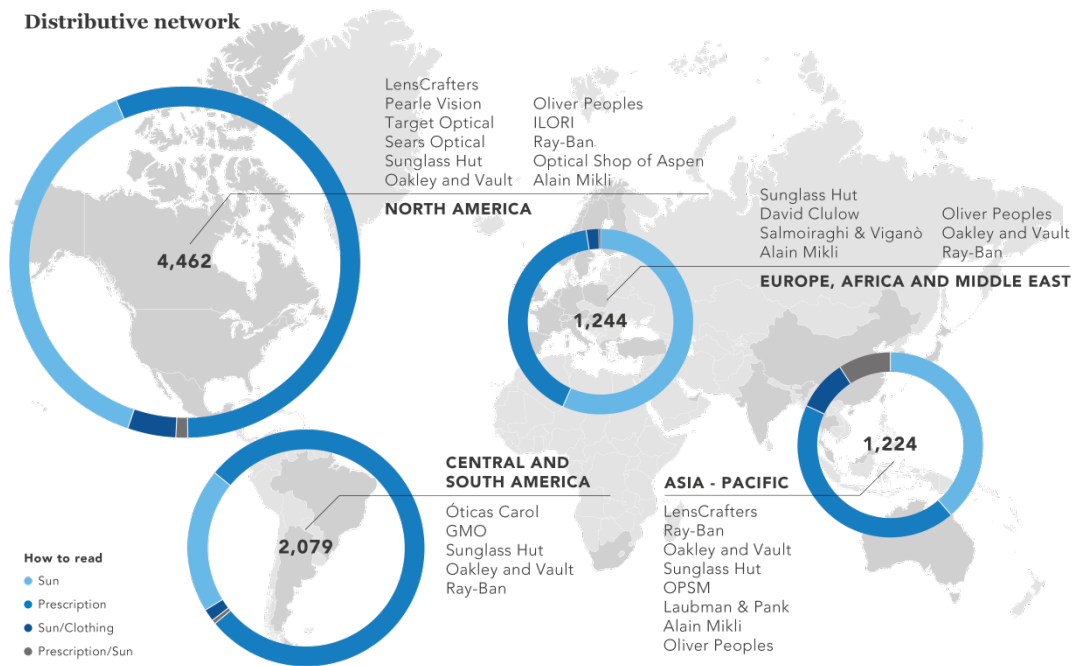 Distributive network
LensCrafters
Pearle Vision
Target Optical
Sears Optical
Sunglass Hut
Oakley and Vault
Oliver Peoples
ILORI
Ray-Ban
Optical Shop of Aspen
Alain Mikli
NORTH AMERICA
4,462
Sunglass Hut
David Clulow
Salmoiraghi & Viganò
Alain Mikli
Oliver Peoples
Oakley and Vault
Ray-Ban
EUROPE, AFRICA AND MIDDLE EAST
1,244
1,224
CENTRAL AND
SOUTH AMERICA
Óticas Carol
GMO
Sunglass Hut
Oakley and Vault
Ray-Ban
2,079
ASIA - PACIFIC
LensCrafters
Ray-Ban
Oakley and Vault
Sunglass Hut
OPSM
Laubman & Pank
Alain Mikli
Oliver Peoples
How to read
Sun
Prescription
Sun/Clothing
Prescription/Sun